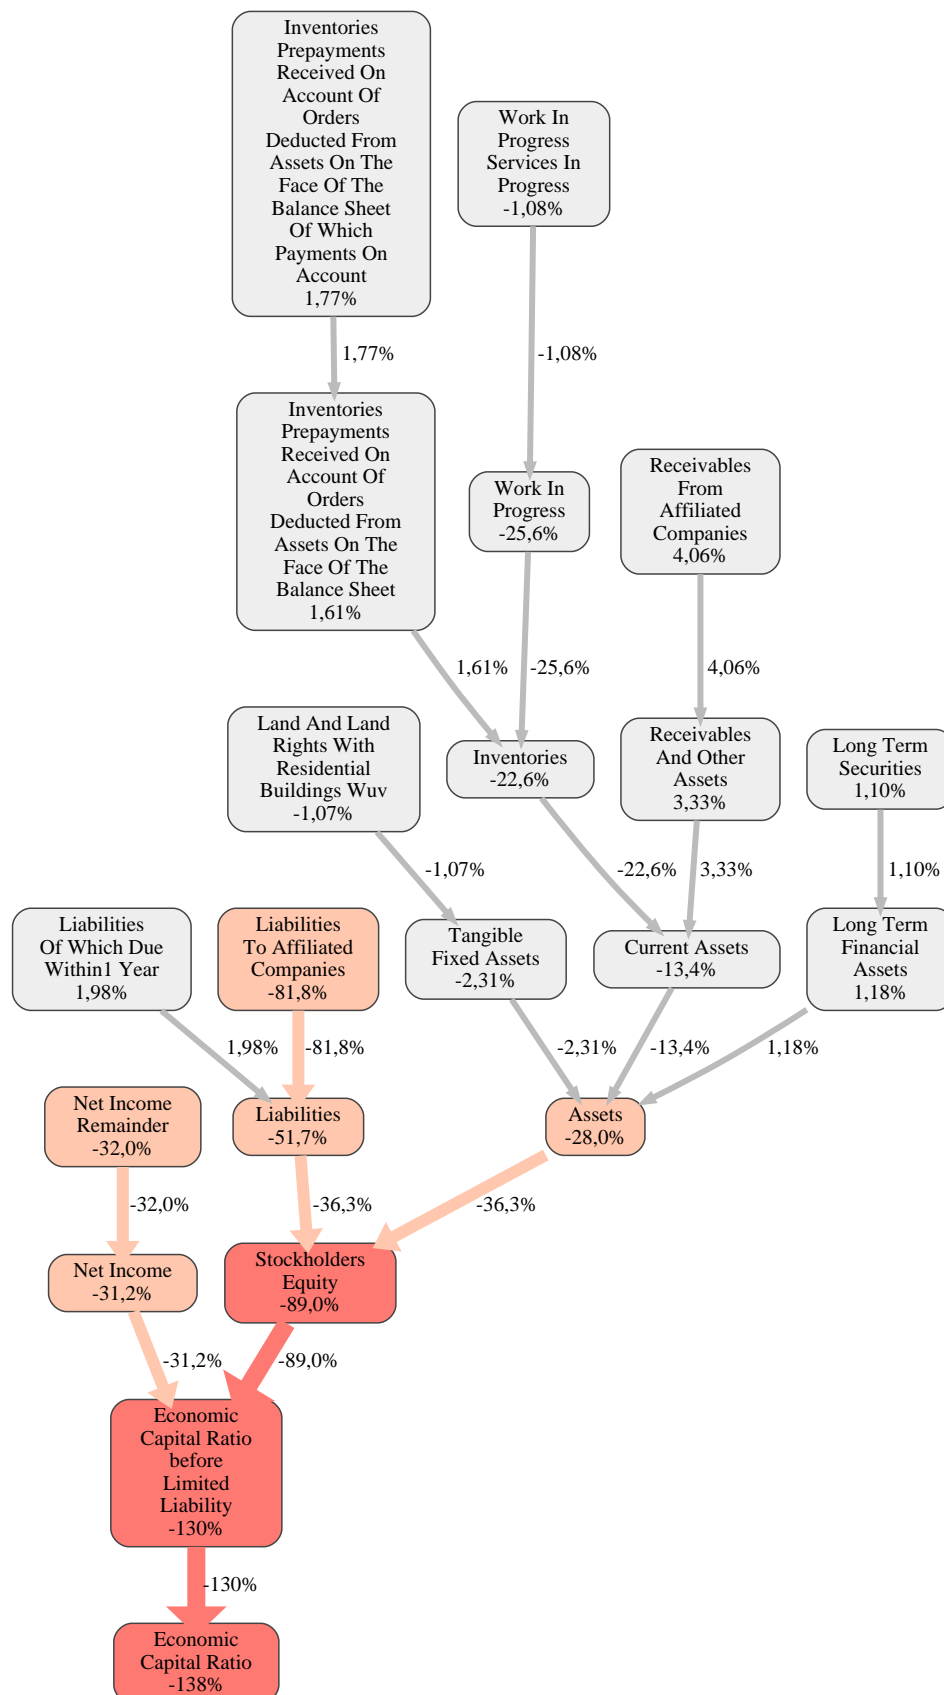 Inventories
Prepayments
Received On
Account Of
Orders
Deducted From
Assets On The
Face Of The
Balance Sheet
Of Which
Payments On
Account
1,77%
Work In
Progress
Services In
Progress
-1,08%
1,77%
-1,08%
Inventories
Prepayments
Received On
Account Of
Orders
Deducted From
Assets On The
Face Of The
Balance Sheet
1,61%
Work In
Progress
-25,6%
Receivables
From
Affiliated
Companies
4,06%
1,61%
-25,6%
4,06%
Land And Land
Rights With
Residential
Buildings Wuv
-1,07%
Inventories
-22,6%
Receivables
And Other
Assets
3,33%
Long Term
Securities
1,10%
-1,07%
-22,6%
3,33%
1,10%
Liabilities
Of Which Due
Within1 Year
1,98%
Liabilities
To Affiliated
Companies
-81,8%
Tangible
Fixed Assets
-2,31%
Current Assets
-13,4%
Long Term
Financial
Assets
1,18%
1,98%
-81,8%
-2,31%
-13,4%
1,18%
Net Income
Remainder
-32,0%
Liabilities
-51,7%
Assets
-28,0%
-32,0%
-36,3%
-36,3%
Net Income
-31,2%
Stockholders
Equity
-89,0%
-31,2%
-89,0%
Economic
Capital Ratio
before
Limited
Liability
-130%
-130%
Economic
Capital Ratio
-138%